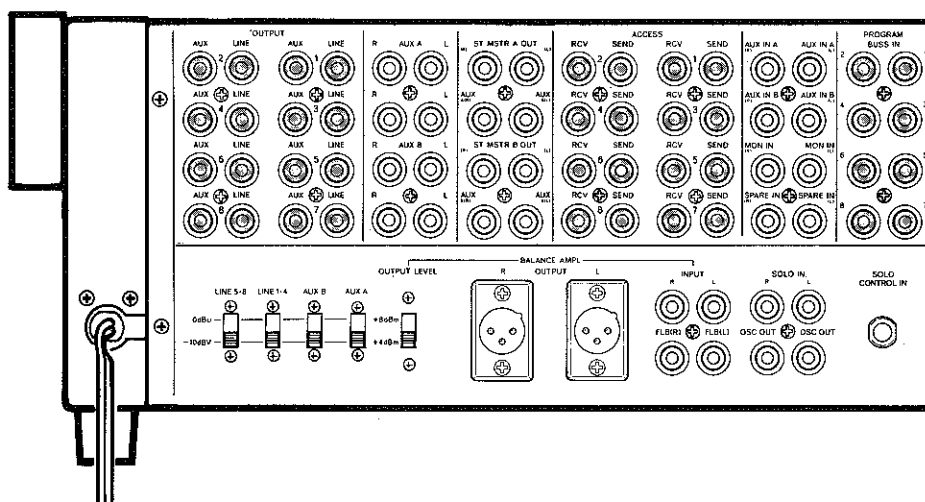 OUTPUT ACCESS PROGRAM
AUX LINE AUX LINE R AUX A L ST MSTR A OUT RCV SEND RCV SEND AUX IN A AUX IN A BUSS IN
2 1 (R) (L) 2 1 (R) (L) 2
AUX LINE AUX LINE R L AUX AUX RCV SEND RCV SEND AUX IN B AUX IN B
4 3 A(R) A(L) 4 3 (R) (L) 4
AUX LINE AUX LINE R AUX B L ST MSTR B OUT RCV SEND RCV SEND MON IN MON IN
6 5 (R) (L) 6 5 (R) (L) 6
AUX LINE AUX LINE R L AUX AUX RCV SEND RCV SEND SPARE IN SPARE IN
8 7 B(R) B(L) 8 7 (R) (L) 8
BALANCE AMPL
OUTPUT LEVEL R OUTPUT L INPUT SOLO IN SOLO
LINE 5-8 LINE 1-4 AUX B AUX A R L R L CONTROL IN
0dBu +8dBm FLB(R) FLB(L) OSC OUT OSC OUT
-10dBV +4dBm